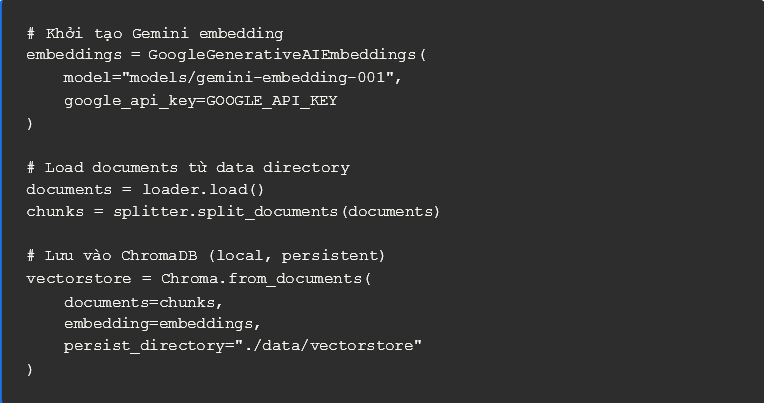 # Khởi tạo Gemini embedding
embeddings = GoogleGenerativeAIEmbeddings(
    model="models/gemini-embedding-001",
    google_api_key=GOOGLE_API_KEY
)

# Load documents từ data directory
documents = loader.load()
chunks = splitter.split_documents(documents)

# Lưu vào ChromaDB (local, persistent)
vectorstore = Chroma.from_documents(
    documents=chunks,
    embedding=embeddings,
    persist_directory="./data/vectorstore"
)